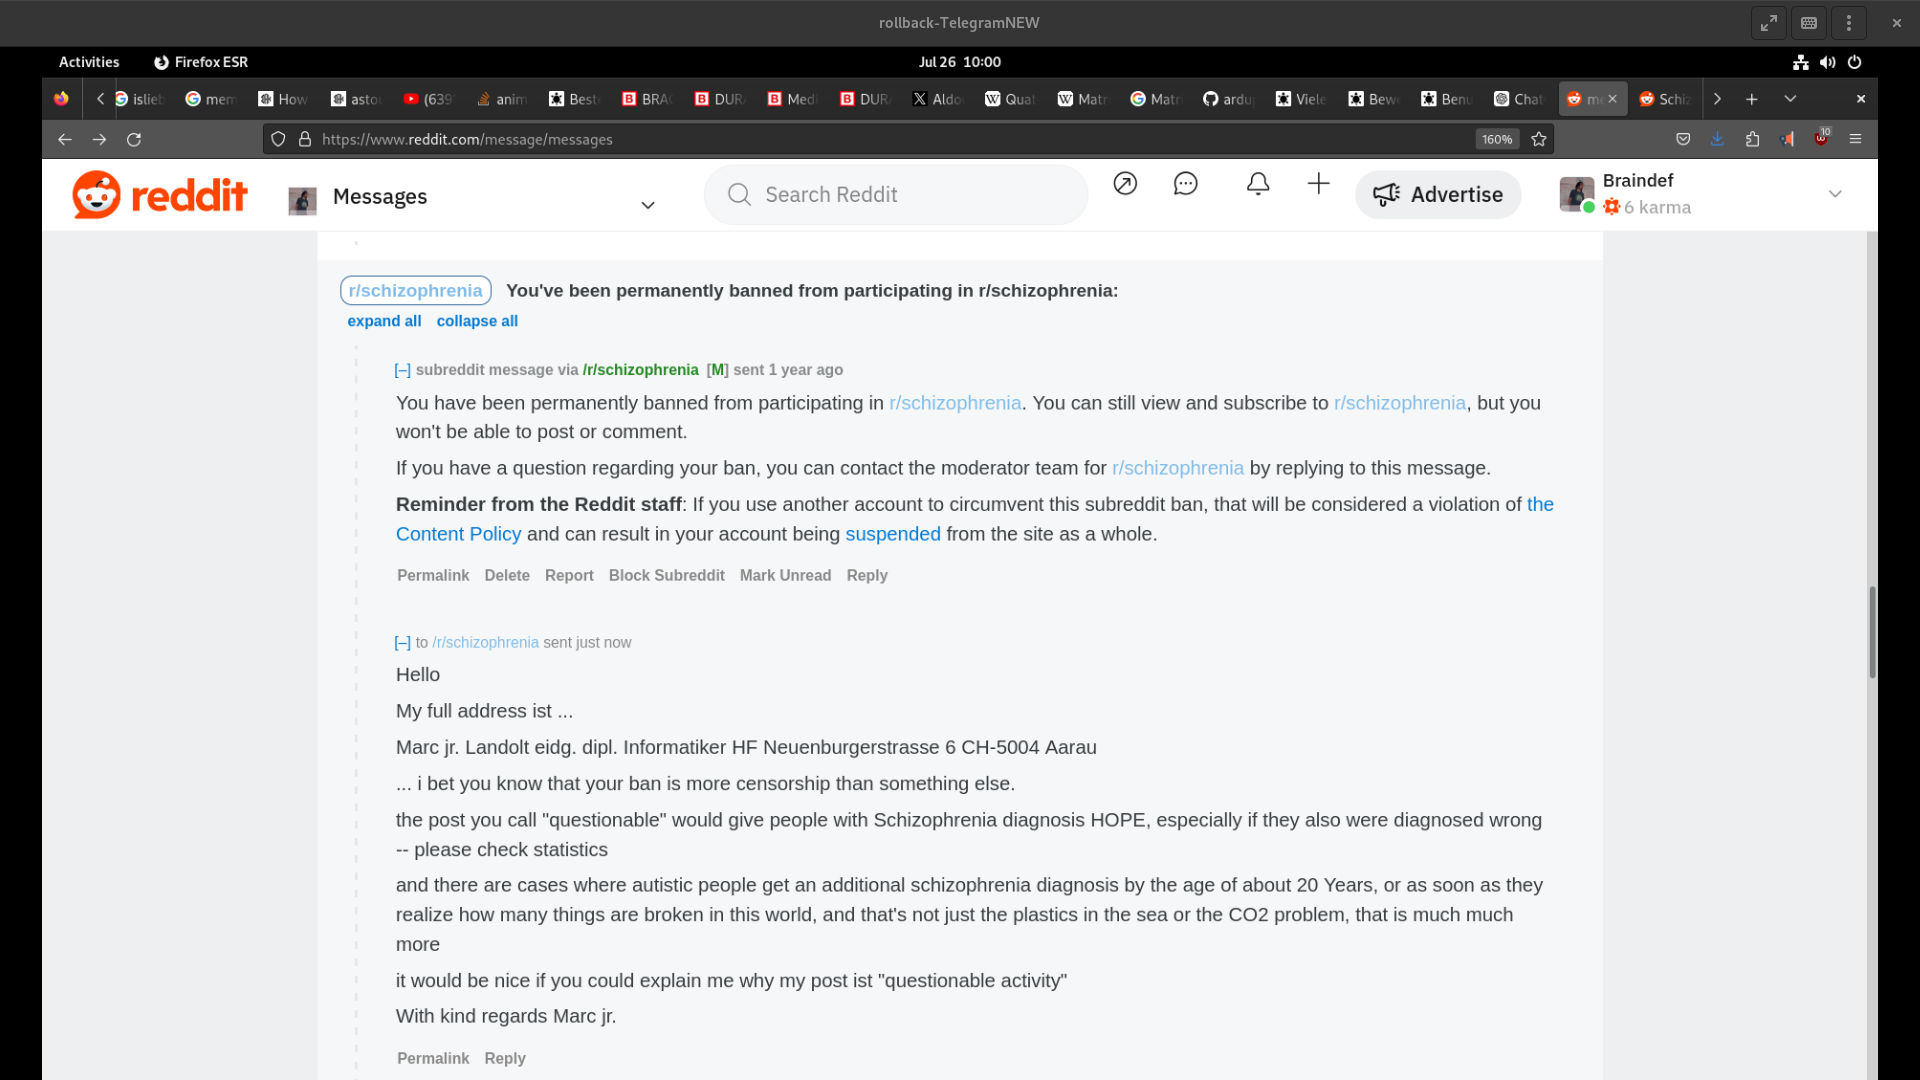 rollback-TelegramNEW
Activities Firefox ESR Jul 26 10:00
islieb mem How asto (639 anim Best BRA DUR Medi DUR Aldo Quat Matr Matr ardu Viele Bew Benu Chat me Schiz
https://www.reddit.com/message/messages 160% 10
reddit Messages Search Reddit Advertise Braindef
6 karma
r/schizophrenia You've been permanently banned from participating in r/schizophrenia:
expand all collapse all
[–] subreddit message via /r/schizophrenia [M] sent 1 year ago
You have been permanently banned from participating in r/schizophrenia. You can still view and subscribe to r/schizophrenia, but you
won't be able to post or comment.
If you have a question regarding your ban, you can contact the moderator team for r/schizophrenia by replying to this message.
Reminder from the Reddit staff: If you use another account to circumvent this subreddit ban, that will be considered a violation of the
Content Policy and can result in your account being suspended from the site as a whole.
Permalink Delete Report Block Subreddit Mark Unread Reply
[–] to /r/schizophrenia sent just now
Hello
My full address ist ...
Marc jr. Landolt eidg. dipl. Informatiker HF Neuenburgerstrasse 6 CH-5004 Aarau
... i bet you know that your ban is more censorship than something else.
the post you call "questionable" would give people with Schizophrenia diagnosis HOPE, especially if they also were diagnosed wrong
-- please check statistics
and there are cases where autistic people get an additional schizophrenia diagnosis by the age of about 20 Years, or as soon as they
realize how many things are broken in this world, and that's not just the plastics in the sea or the CO2 problem, that is much much
more
it would be nice if you could explain me why my post ist "questionable activity"
With kind regards Marc jr.
Permalink Reply